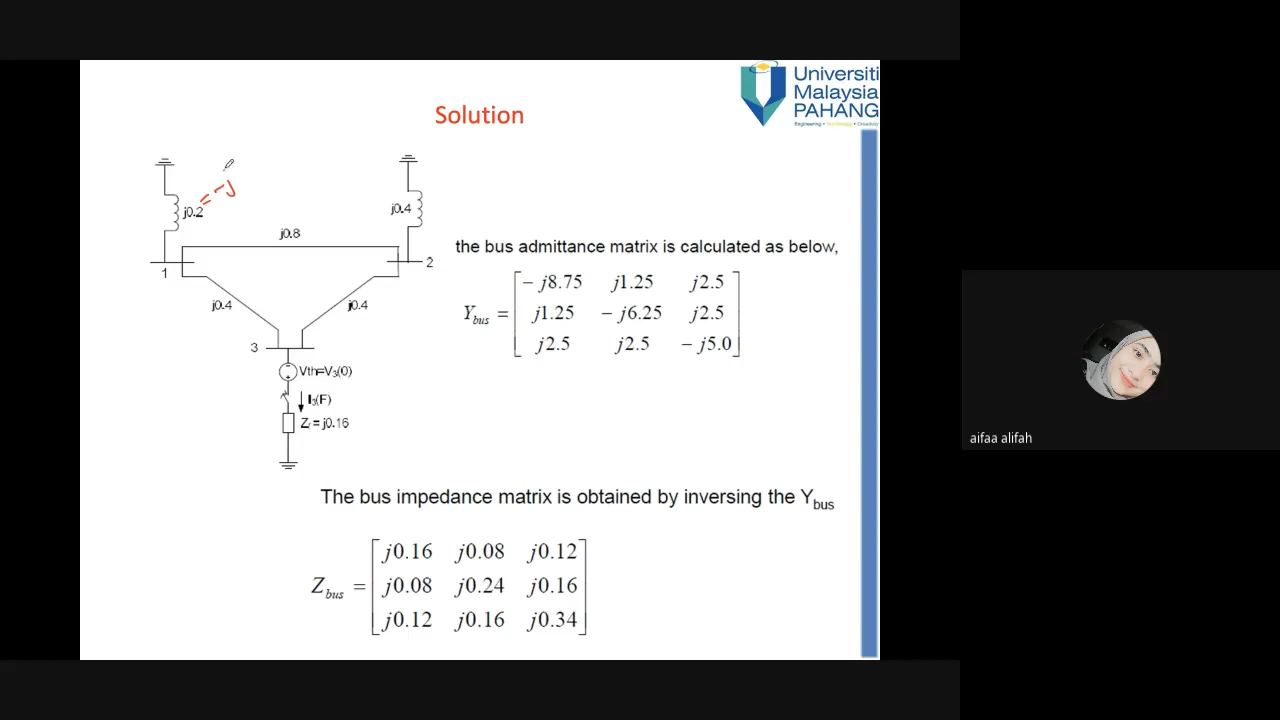 Universiti
Malaysia
PAHANG
Engineering • Technology • Creativity
Solution
j0.2
= -j
j0.4
j0.8
1
2
j0.4
j0.4
3
Vth=V₃(0)
I₃(F)
Zf = j0.16
the bus admittance matrix is calculated as below,
Ybus = [ - j8.75 j1.25 j2.5
j1.25 - j6.25 j2.5
j2.5 j2.5 - j5.0 ]
aifaa alifah
The bus impedance matrix is obtained by inversing the Ybus
Zbus = [ j0.16 j0.08 j0.12
j0.08 j0.24 j0.16
j0.12 j0.16 j0.34 ]